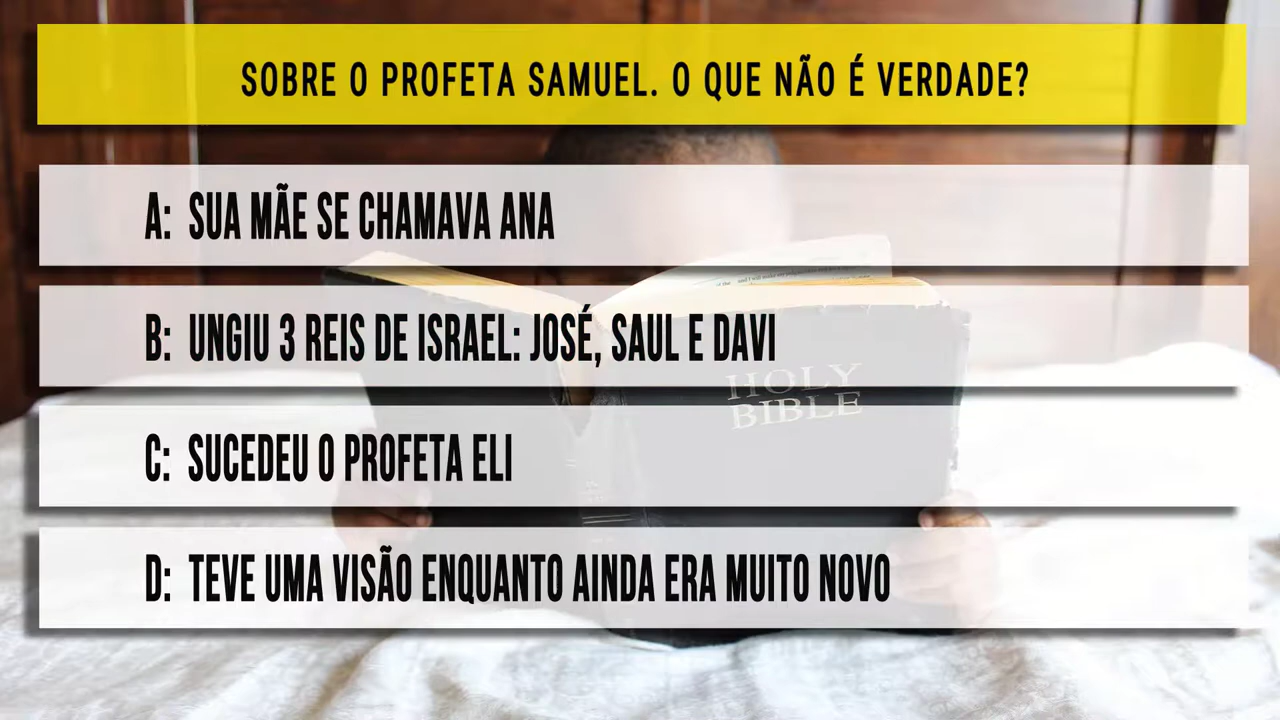 SOBRE O PROFETA SAMUEL. O QUE NÃO É VERDADE?
A: SUA MÃE SE CHAMAVA ANA
B: UNGIU 3 REIS DE ISRAEL: JOSÉ, SAUL E DAVI
HOLY
BIBLE
C: SUCEDEU O PROFETA ELI
D: TEVE UMA VISÃO ENQUANTO AINDA ERA MUITO NOVO